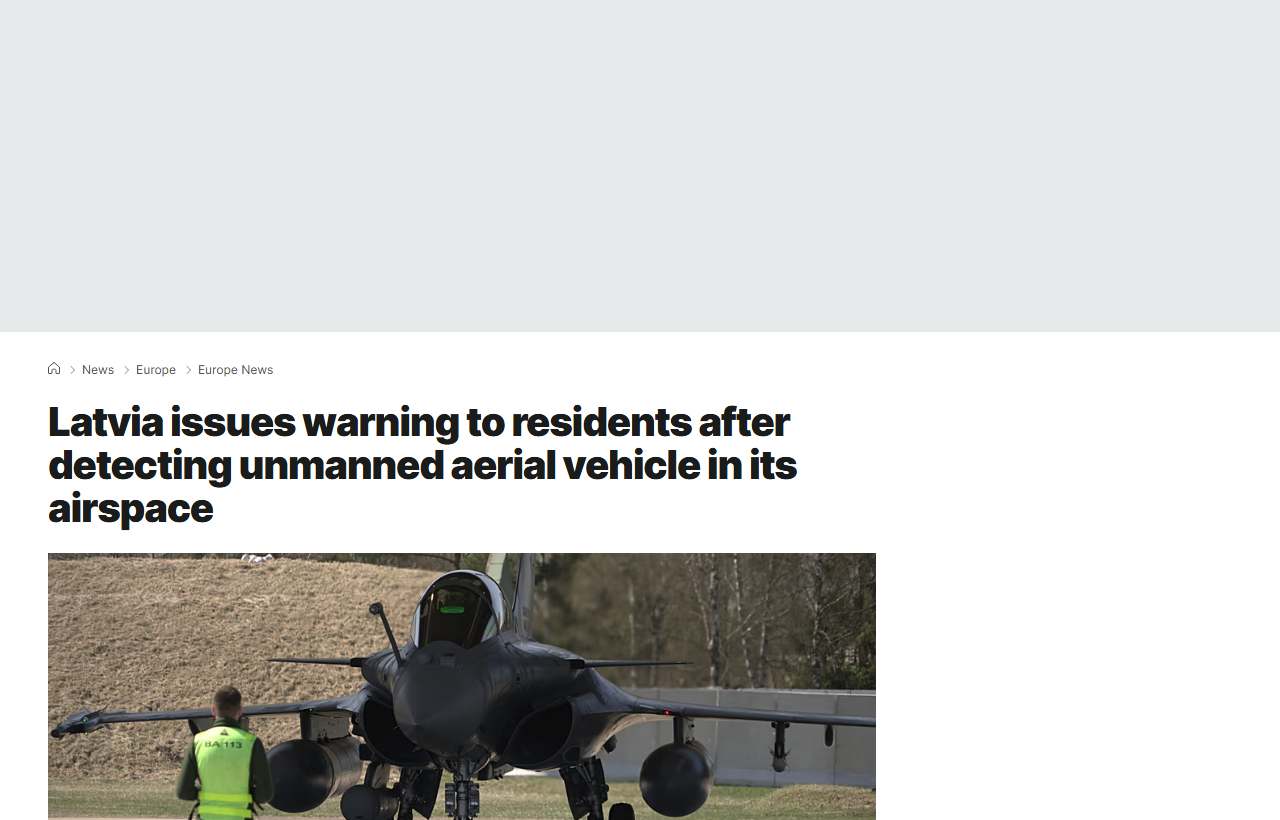 News Europe Europe News
Latvia issues warning to residents after
detecting unmanned aerial vehicle in its
airspace
BA 113